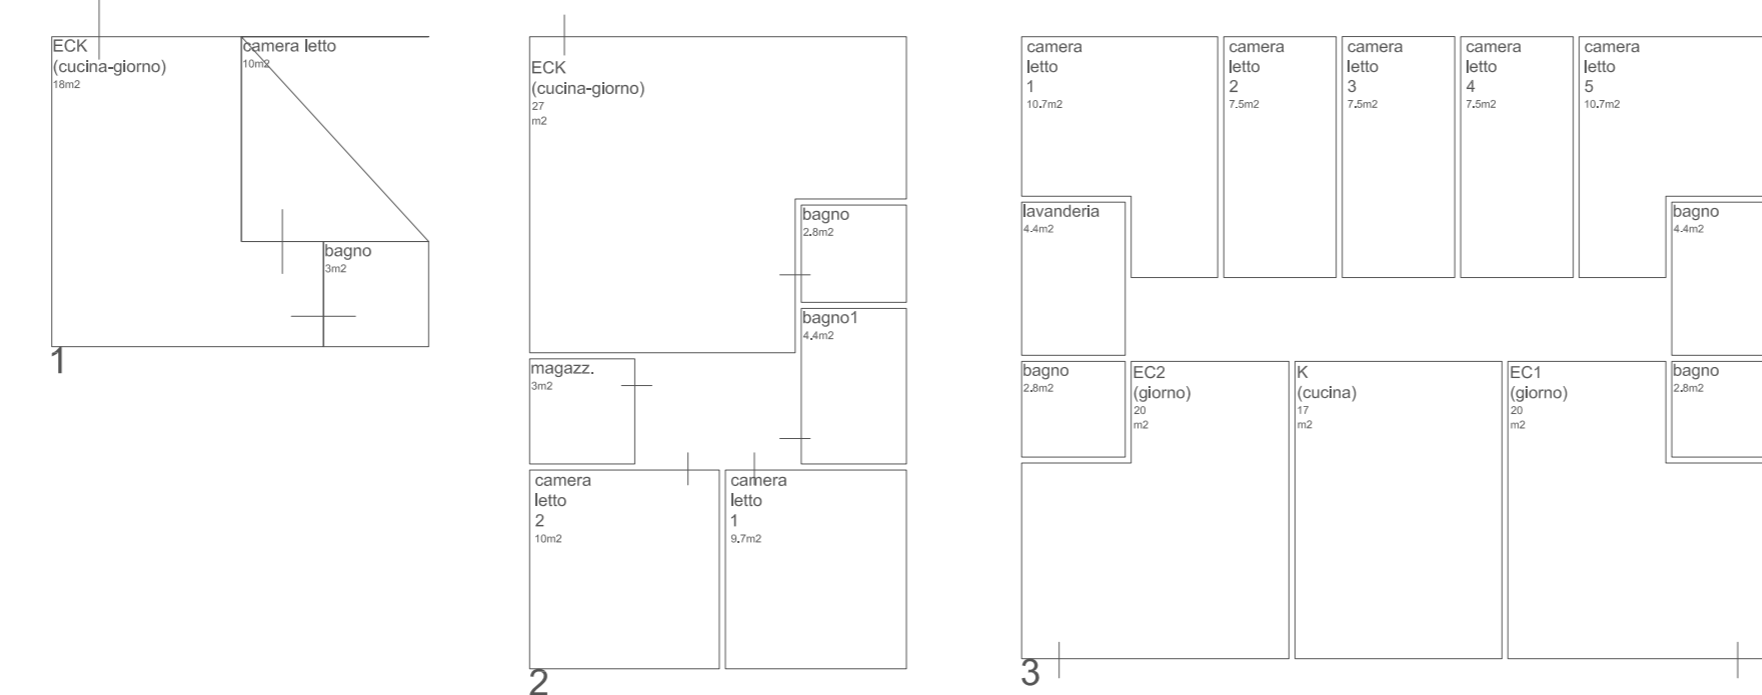 ECK
(cucina-giorno)
18m2
camera letto
10m2
bagno
3m2
1
ECK
(cucina-giorno)
27
m2
bagno
2.8m2
bagno1
4.4m2
magazz.
3m2
camera
letto
2
10m2
camera
letto
1
9.7m2
2
camera
letto
1
10.7m2
camera
letto
2
7.5m2
camera
letto
3
7.5m2
camera
letto
4
7.5m2
camera
letto
5
10.7m2
lavanderia
4.4m2
bagno
4.4m2
bagno
2.8m2
EC2
(giorno)
20
m2
K
(cucina)
17
m2
EC1
(giorno)
20
m2
bagno
2.8m2
3